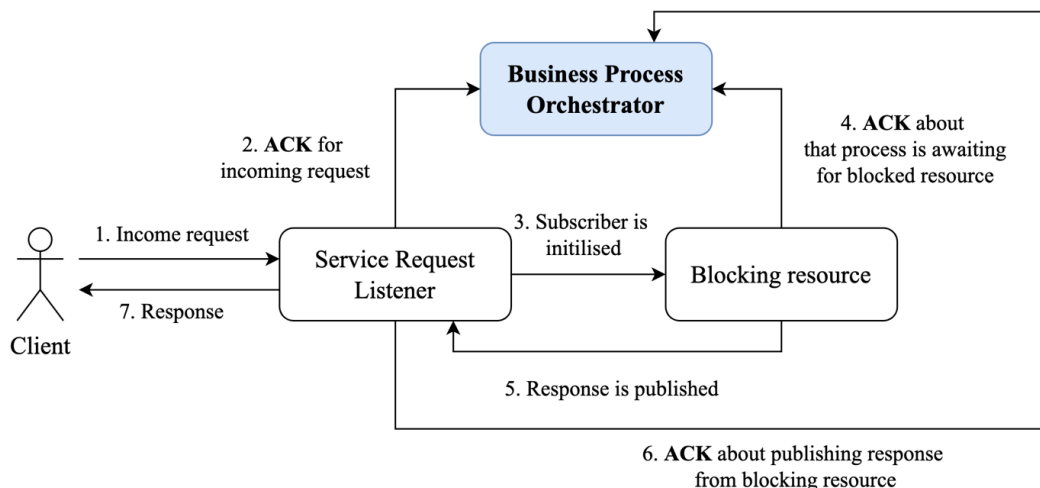 Business Process
Orchestrator
2. ACK for
incoming request
4. ACK about
that process is awaiting
for blocked resource
1. Income request
3. Subscriber is
initilised
Service Request
Listener
Blocking resource
7. Response
Client
5. Response is published
6. ACK about publishing response
from blocking resource